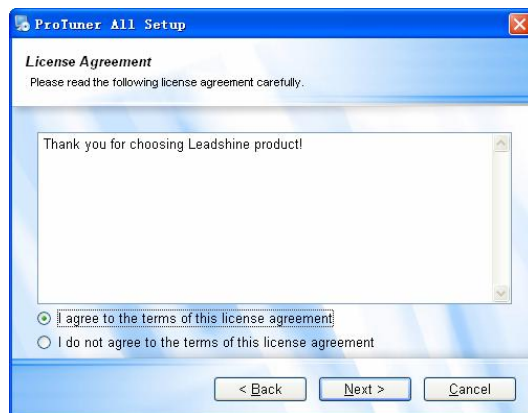 ProTuner All Setup
License Agreement
Please read the following license agreement carefully.
Thank you for choosing Leadshine product!
I agree to the terms of this license agreement
I do not agree to the terms of this license agreement
< Back Next > Cancel